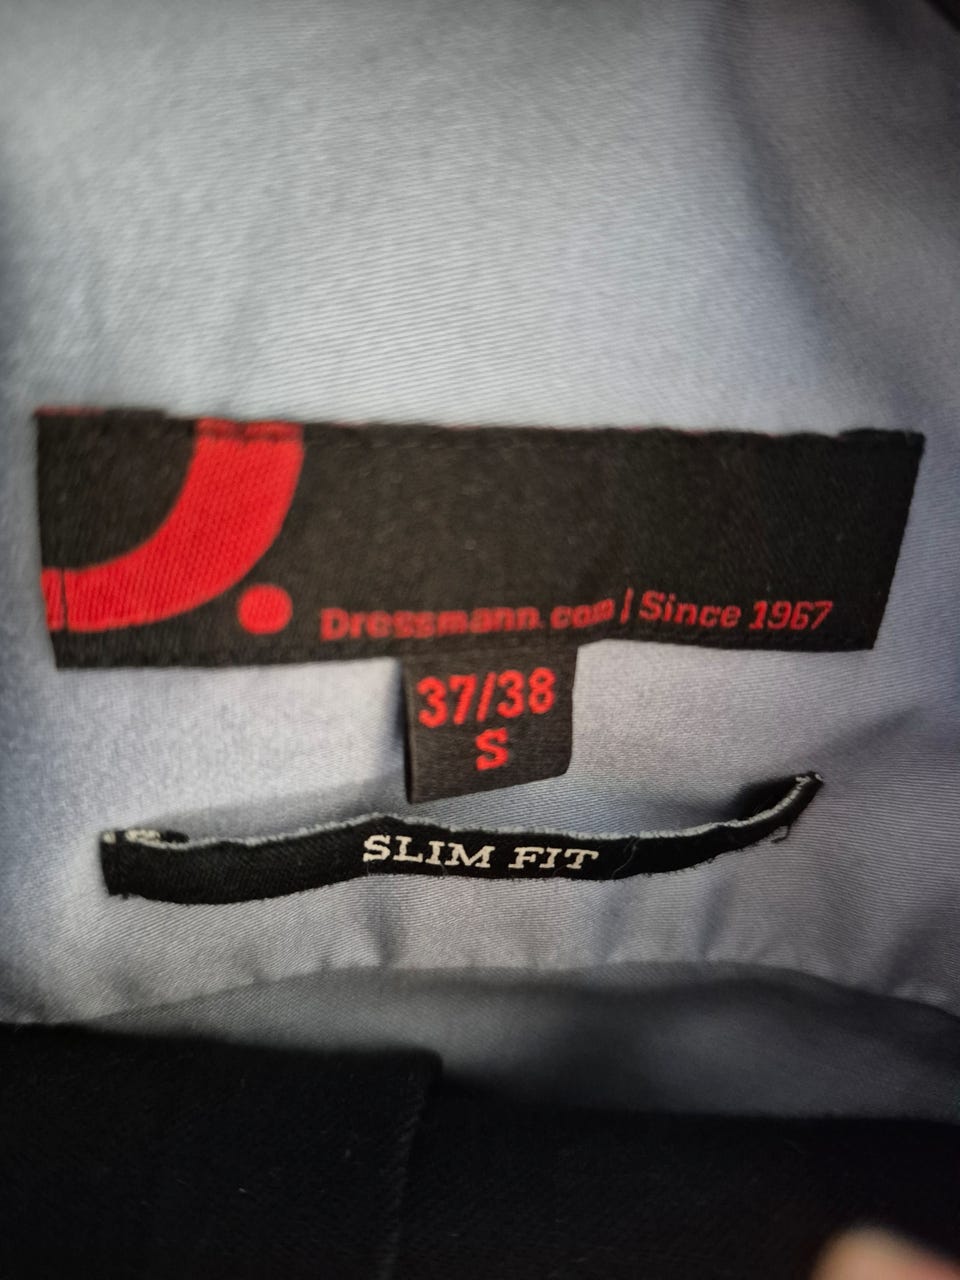 Dressmann.com | Since 1967
37/38
S
SLIM FIT